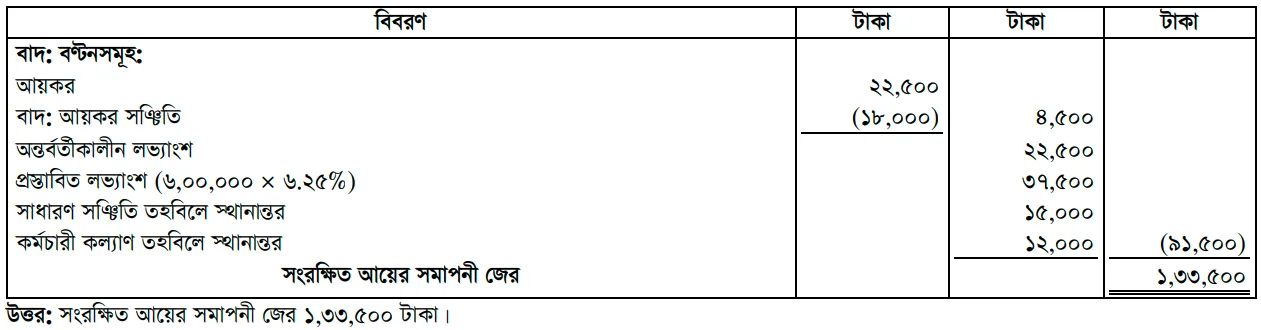 বিবরণ টাকা টাকা টাকা
বাদ: বণ্টনসমূহ:
আয়কর ২২,৫০০
বাদ: আয়কর সঞ্চিতি (১৮,০০০) ৪,৫০০
অন্তর্বর্তীকালীন লভ্যাংশ ২২,৫০০
প্রস্তাবিত লভ্যাংশ (৬,০০,০০০ × ৬.২৫%) ৩৭,৫০০
সাধারণ সঞ্চিতি তহবিলে স্থানান্তর ১৫,০০০
কর্মচারী কল্যাণ তহবিলে স্থানান্তর ১২,০০০ (৯১,৫০০)
সংরক্ষিত আয়ের সমাপনী জের ১,৩৩,৫০০
উত্তর: সংরক্ষিত আয়ের সমাপনী জের ১,৩৩,৫০০ টাকা।